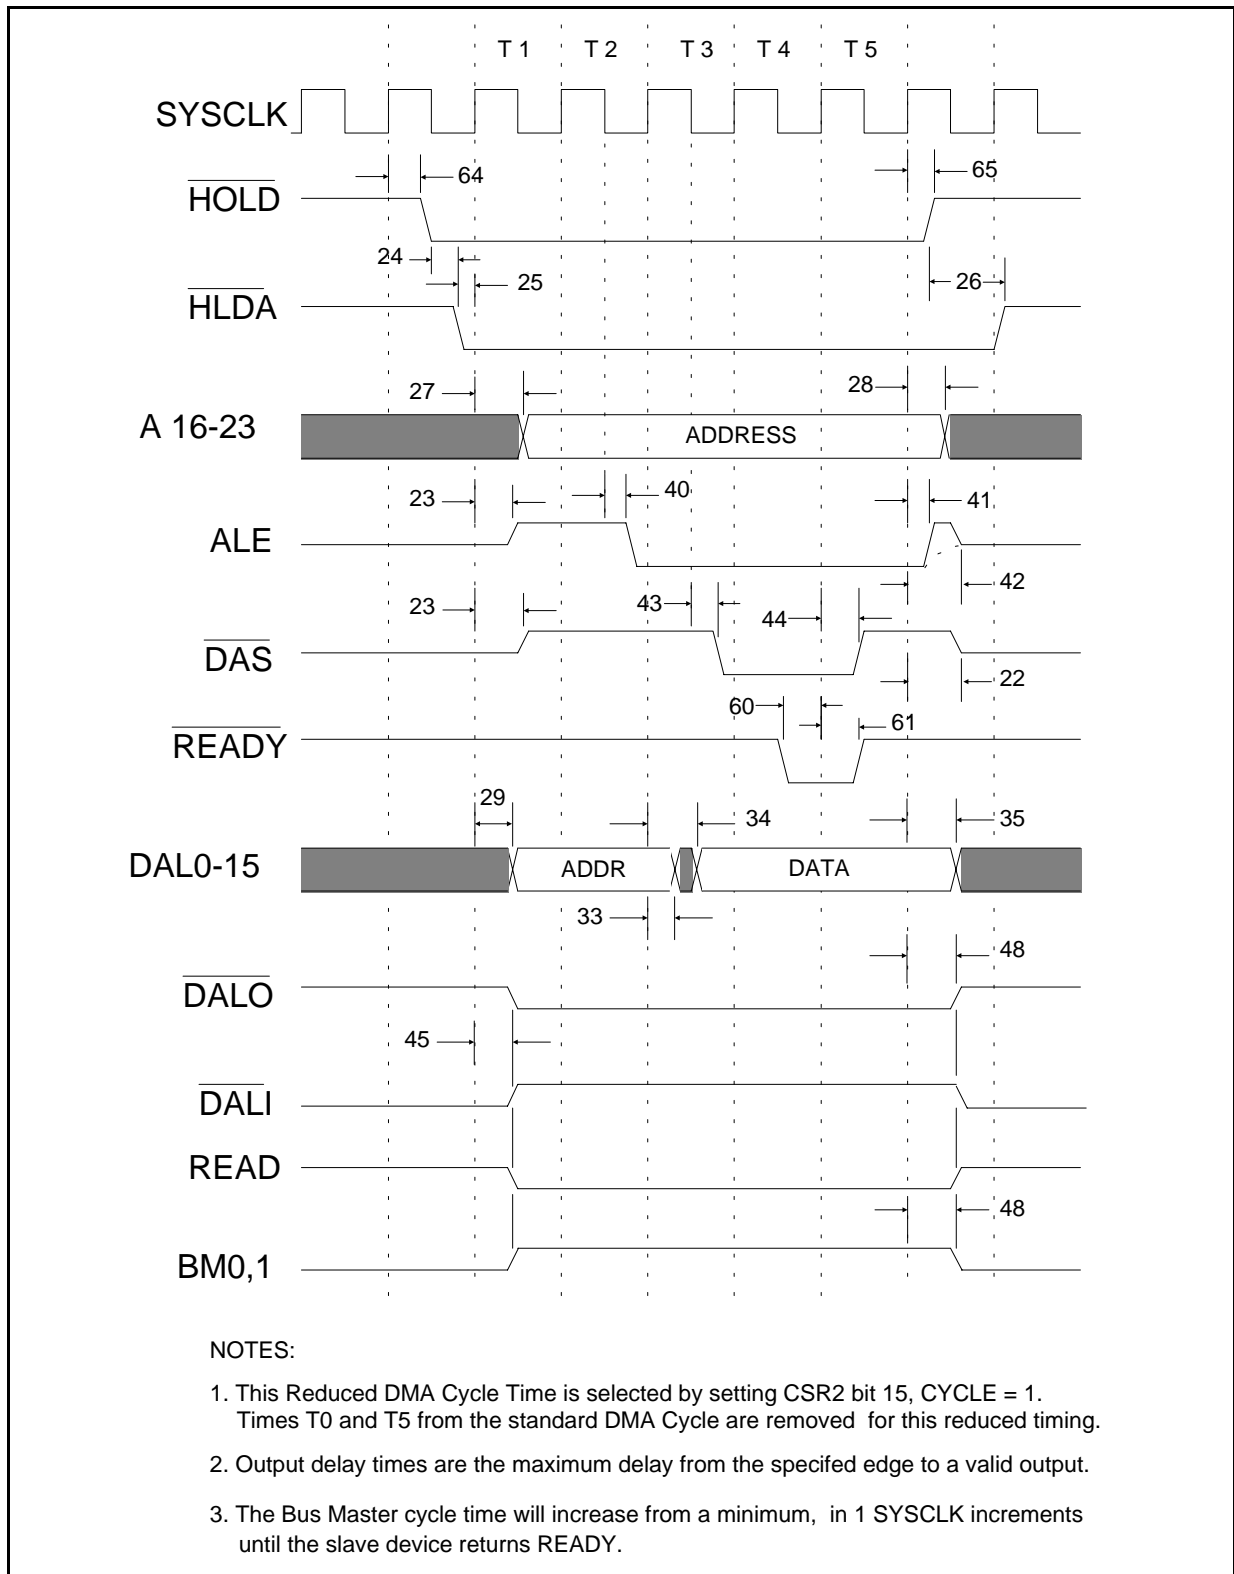 T 1 T 2 T 3 T 4 T 5
SYSCLK
64 65
HOLD
24 25 26
HLDA
27 28
A 16-23 ADDRESS
23 40 41
ALE
42
23 43 44
DAS
22
60 61
READY
29 34 35
DAL0-15 ADDR DATA
33
48
DALO
45
DALI
READ
48
BM0,1
NOTES:
1. This Reduced DMA Cycle Time is selected by setting CSR2 bit 15, CYCLE = 1.
Times T0 and T5 from the standard DMA Cycle are removed for this reduced timing.
2. Output delay times are the maximum delay from the specifed edge to a valid output.
3. The Bus Master cycle time will increase from a minimum, in 1 SYSCLK increments
until the slave device returns READY.